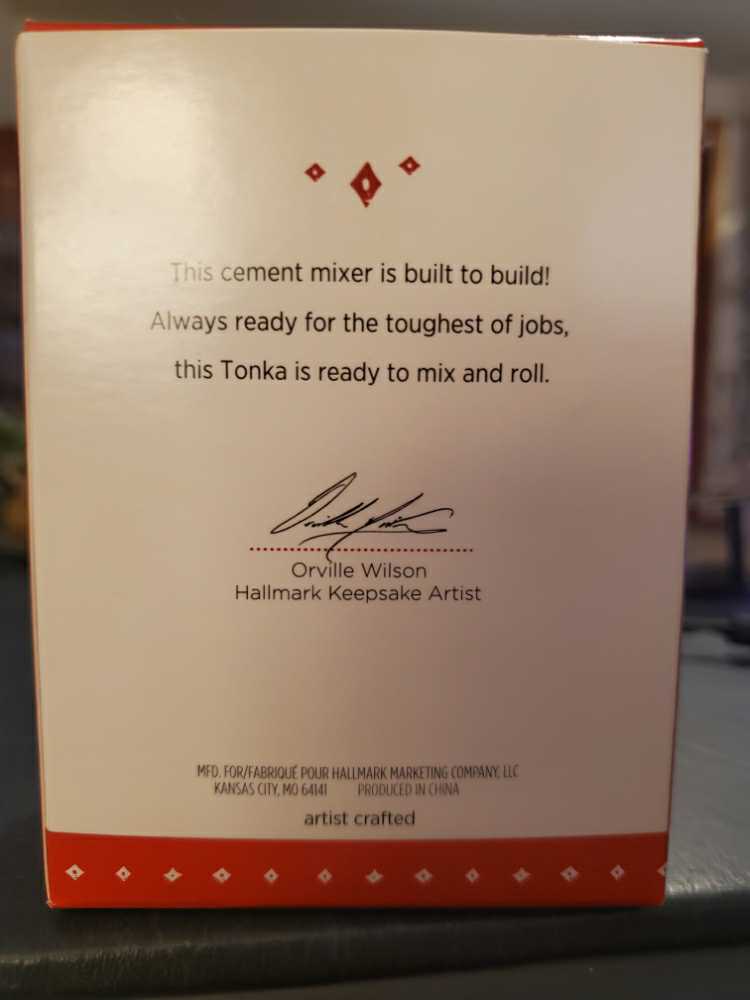 This cement mixer is built to build!
Always ready for the toughest of jobs,
this Tonka is ready to mix and roll.
Orville Wilson
Orville Wilson
Hallmark Keepsake Artist
MFD. FOR/FABRIQUÉ POUR HALLMARK MARKETING COMPANY, LLC
KANSAS CITY, MO 64141 PRODUCED IN CHINA
artist crafted